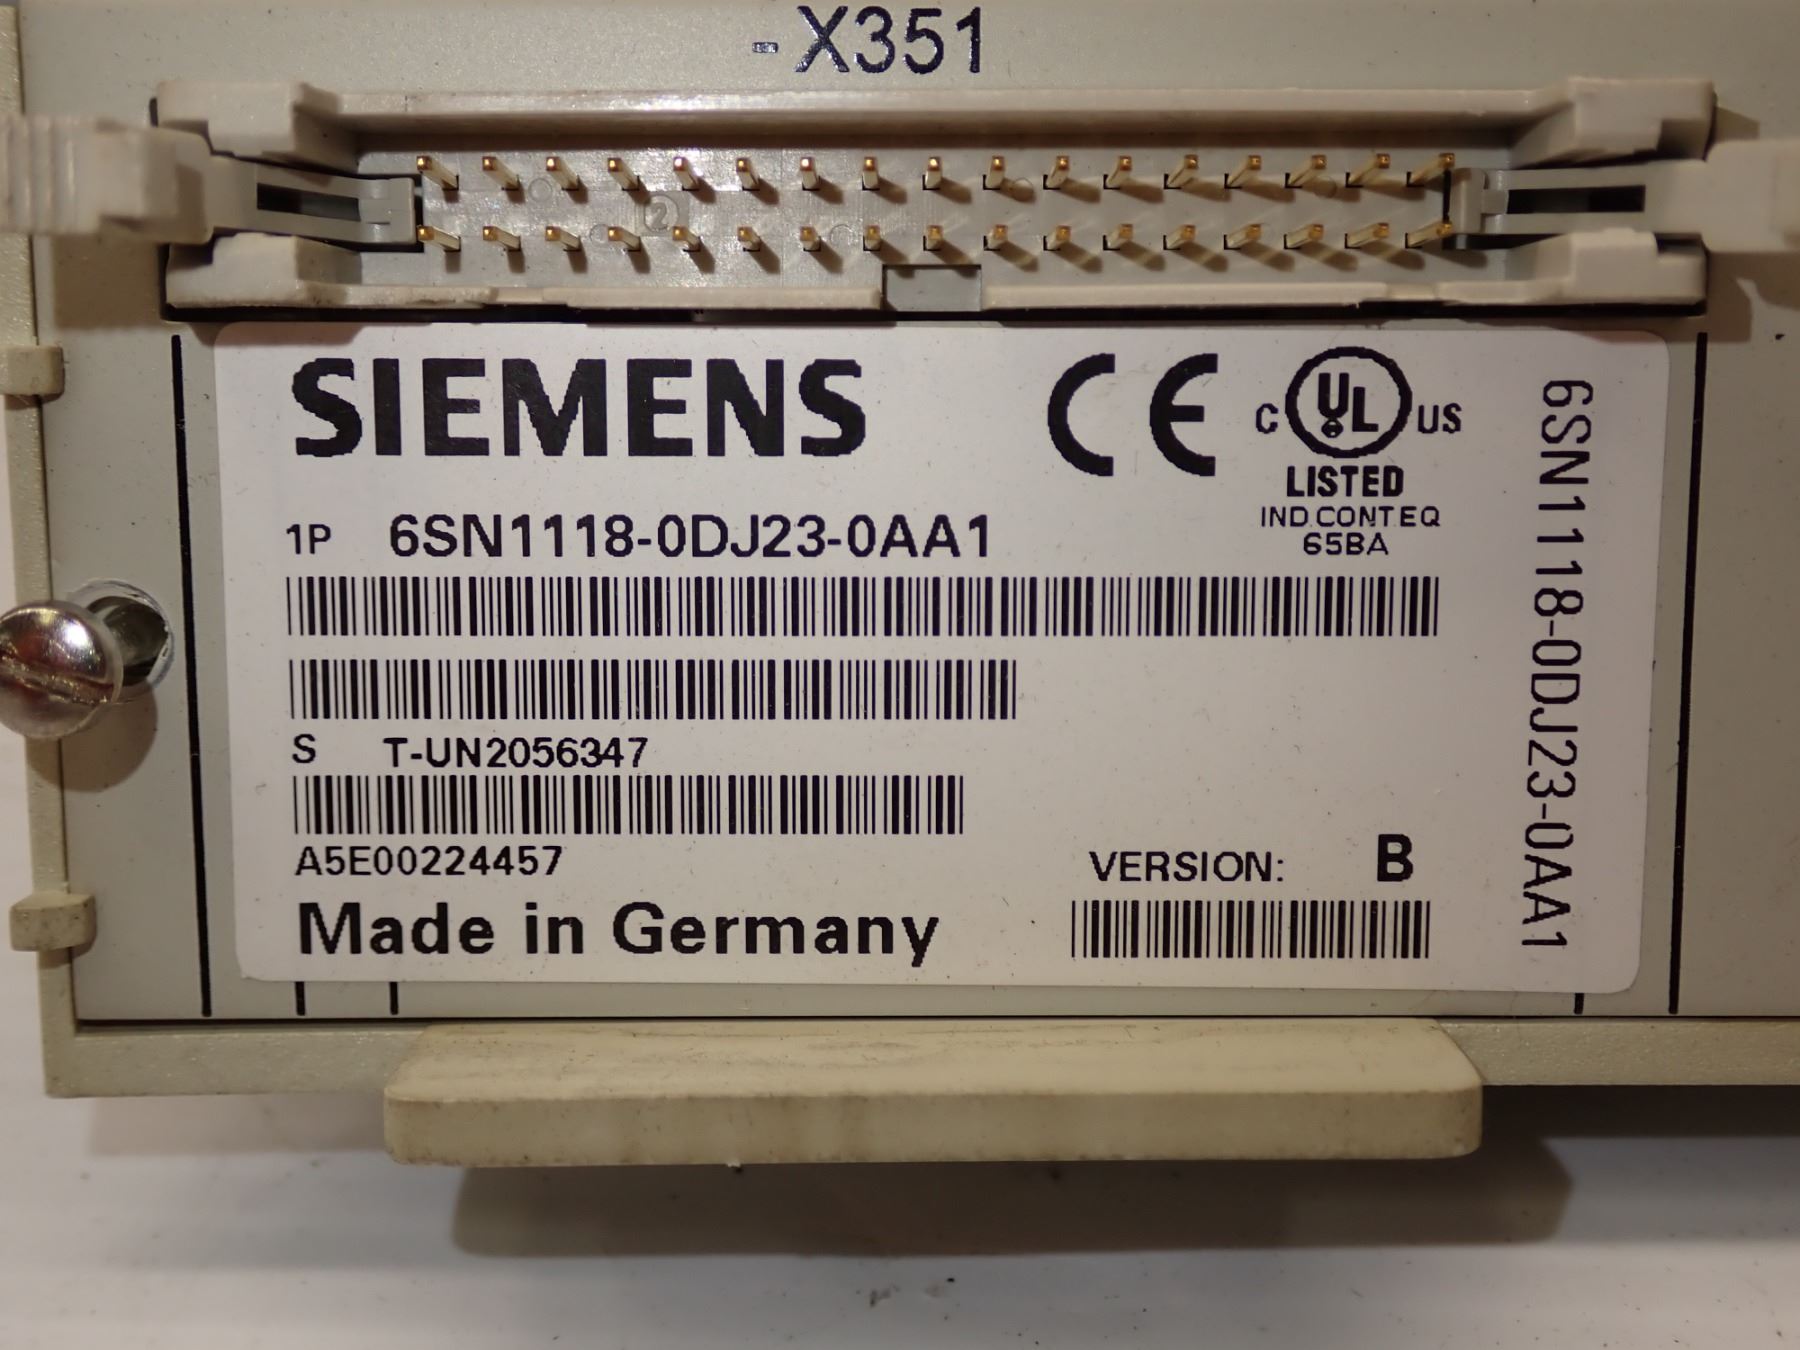 -X351
2
SIEMENS
CE
C UL US
LISTED
IND.CONT.EQ
65BA
1P 6SN1118-0DJ23-0AA1
S T-UN2056347
A5E00224457
VERSION: B
Made in Germany
6SN1118-0DJ23-0AA1